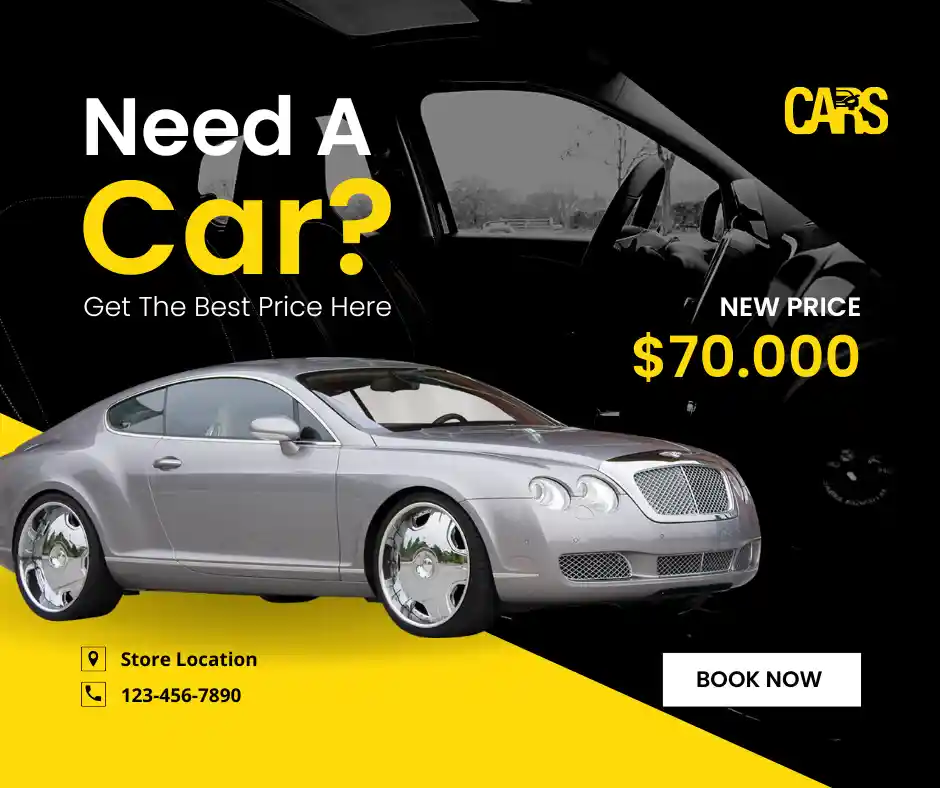 Need A
Car?
Get The Best Price Here
CARS
NEW PRICE
$70.000
Store Location
123-456-7890
BOOK NOW